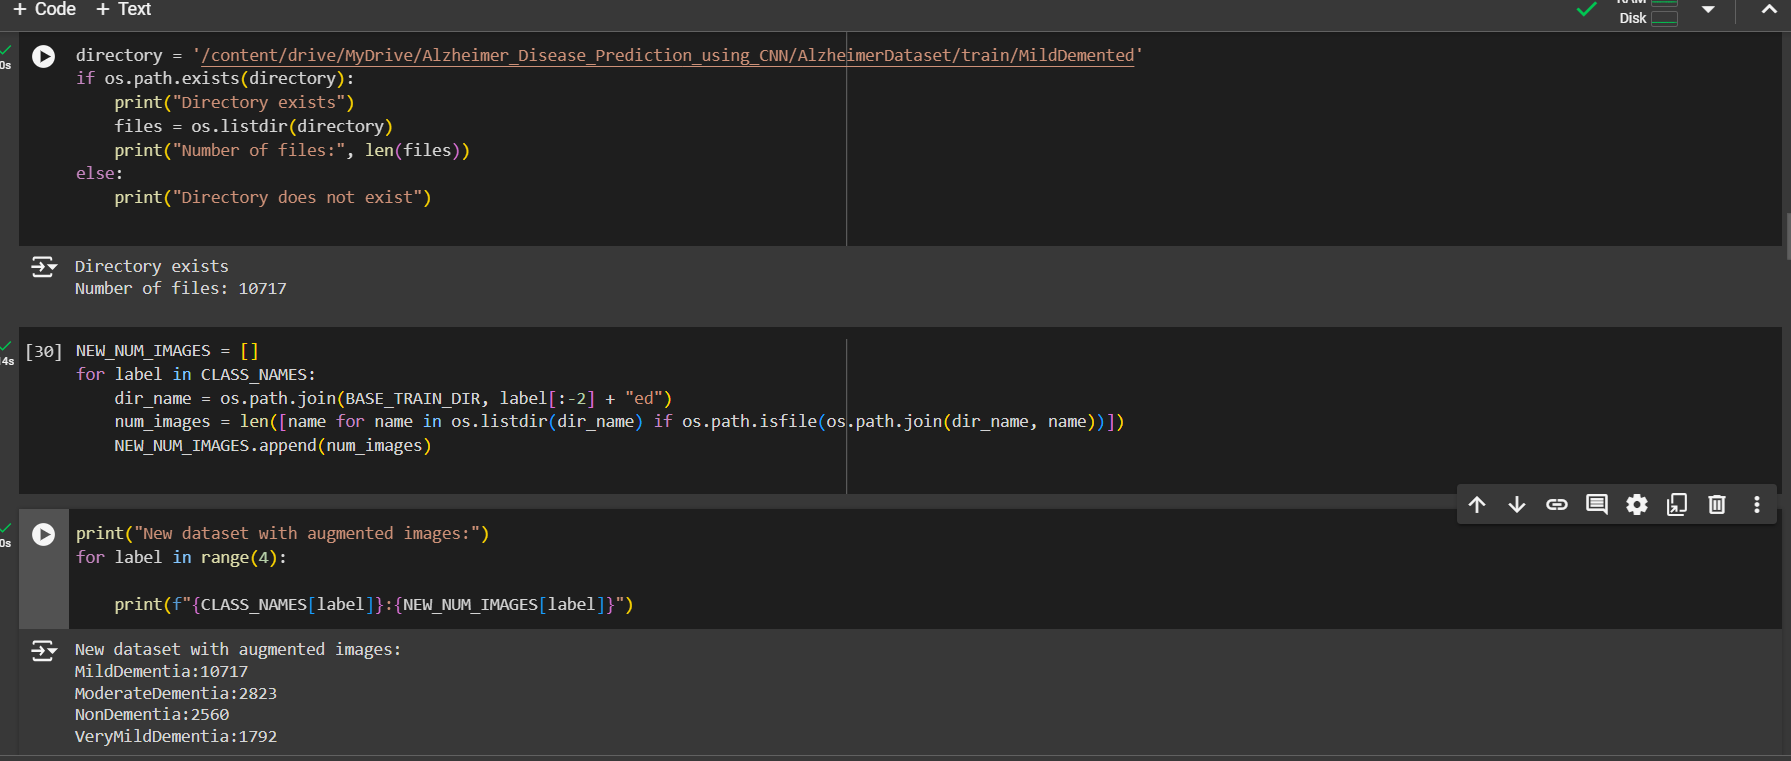 + Code + Text
Disk
0s
directory = '/content/drive/MyDrive/Alzheimer_Disease_Prediction_using_CNN/AlzheimerDataset/train/MildDemented'
if os.path.exists(directory):
    print("Directory exists")
    files = os.listdir(directory)
    print("Number of files:", len(files))
else:
    print("Directory does not exist")
Directory exists
Number of files: 10717
[30] NEW_NUM_IMAGES = []
for label in CLASS_NAMES:
    dir_name = os.path.join(BASE_TRAIN_DIR, label[:-2] + "ed")
    num_images = len([name for name in os.listdir(dir_name) if os.path.isfile(os.path.join(dir_name, name))])
    NEW_NUM_IMAGES.append(num_images)
0s
print("New dataset with augmented images:")
for label in range(4):
    print(f"{CLASS_NAMES[label]}:{NEW_NUM_IMAGES[label]}")
New dataset with augmented images:
MildDementia:10717
ModerateDementia:2823
NonDementia:2560
VeryMildDementia:1792